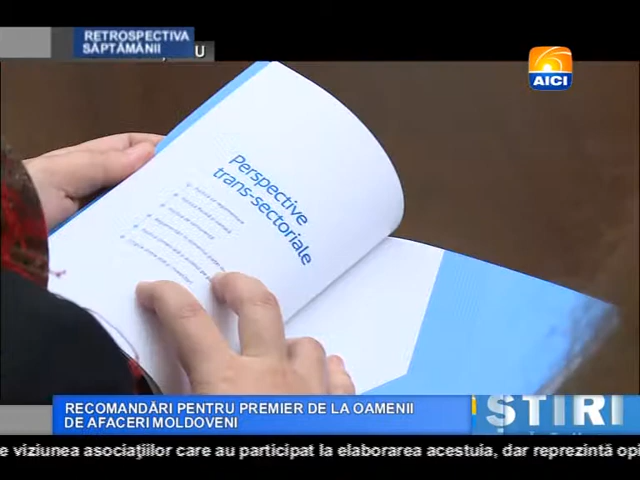 RETROSPECTIVA
SĂPTĂMÂNII
U
AICI
Perspective
trans-sectoriale
RECOMANDĂRI PENTRU PREMIER DE LA OAMENII
DE AFACERI MOLDOVENI
ȘTIRI
e viziunea asociaţiilor care au participat la elaborarea acestuia, dar reprezintă opi